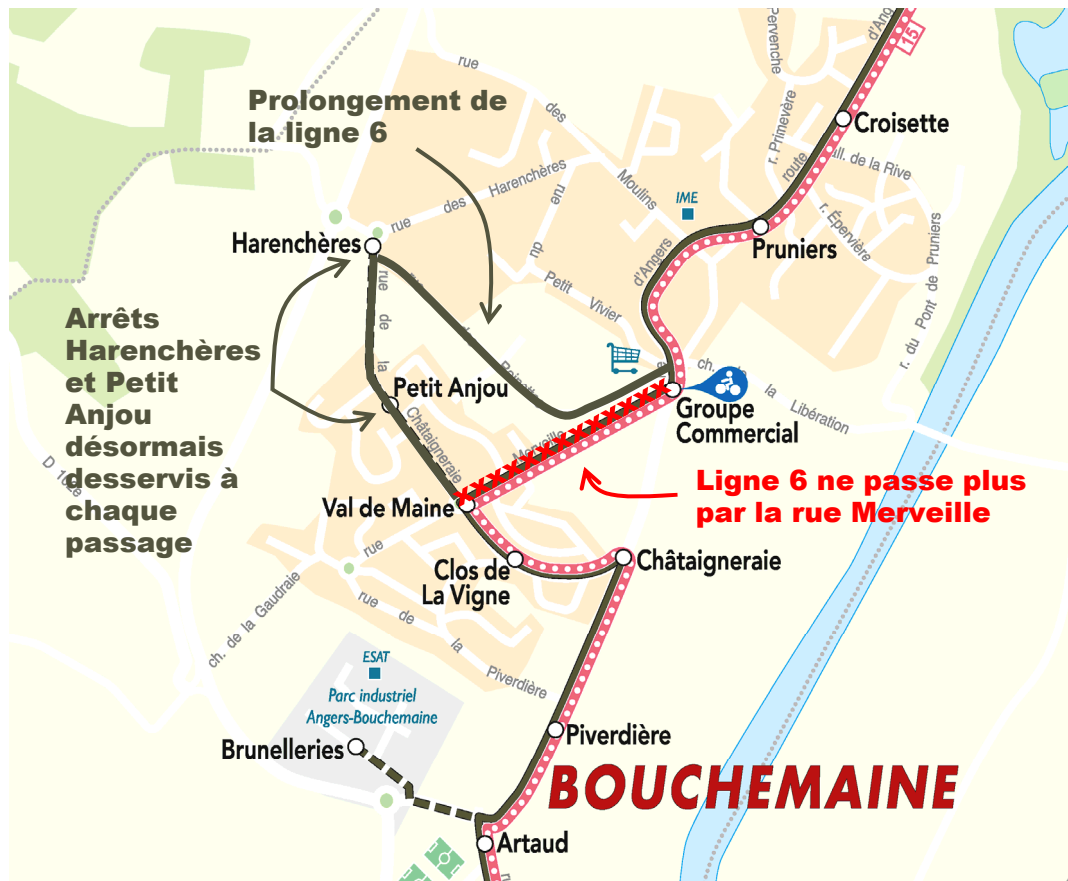 Pervenche
d'Ang
15
rue
des
Moulins
Prolongement de
la ligne 6
r. Primevère
route
Croisette
all. de la Rive
rue des Harenchères
IME
rue
du
Petit Vivier
d'Angers
r. Épervière
r. du Pont de Pruniers
Pruniers
Harenchères
rue
de
la
Châtaigneraie
Arrêts
Harenchères
et Petit
Anjou
désormais
desservis à
chaque
passage
Petit Anjou
ch. de la Libération
Groupe
Commercial
Merveille
Ligne 6 ne passe plus
par la rue Merveille
Val de Maine
Clos de
La Vigne
Châtaigneraie
rue
ch. de la Gaudraie
rue de la Piverdière
ESAT
Parc industriel
Angers-Bouchemaine
Brunelleries
Piverdière
BOUCHEMAINE
Artaud